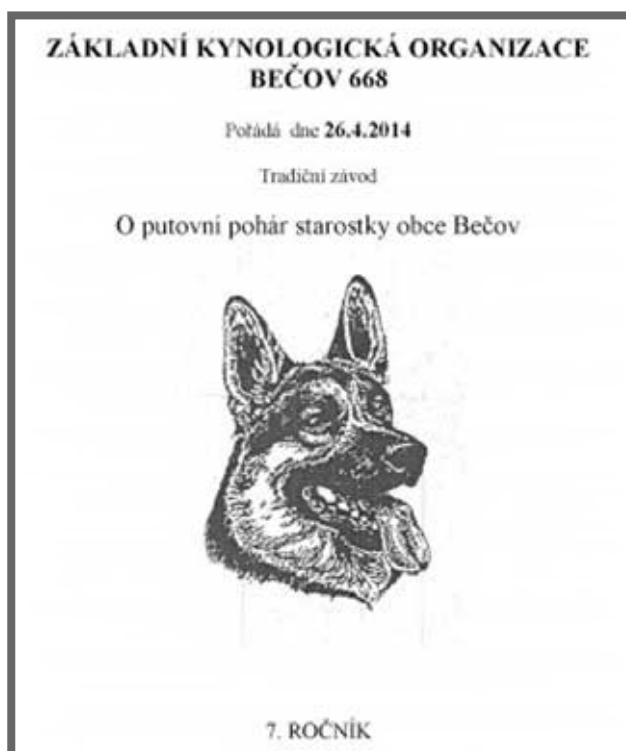 ZÁKLADNÍ KYNOLOGICKÁ ORGANIZACE
BEČOV 668
Pořádá dne 26.4.2014
Tradiční závod
O putovní pohár starostky obce Bečov
7. ROČNÍK